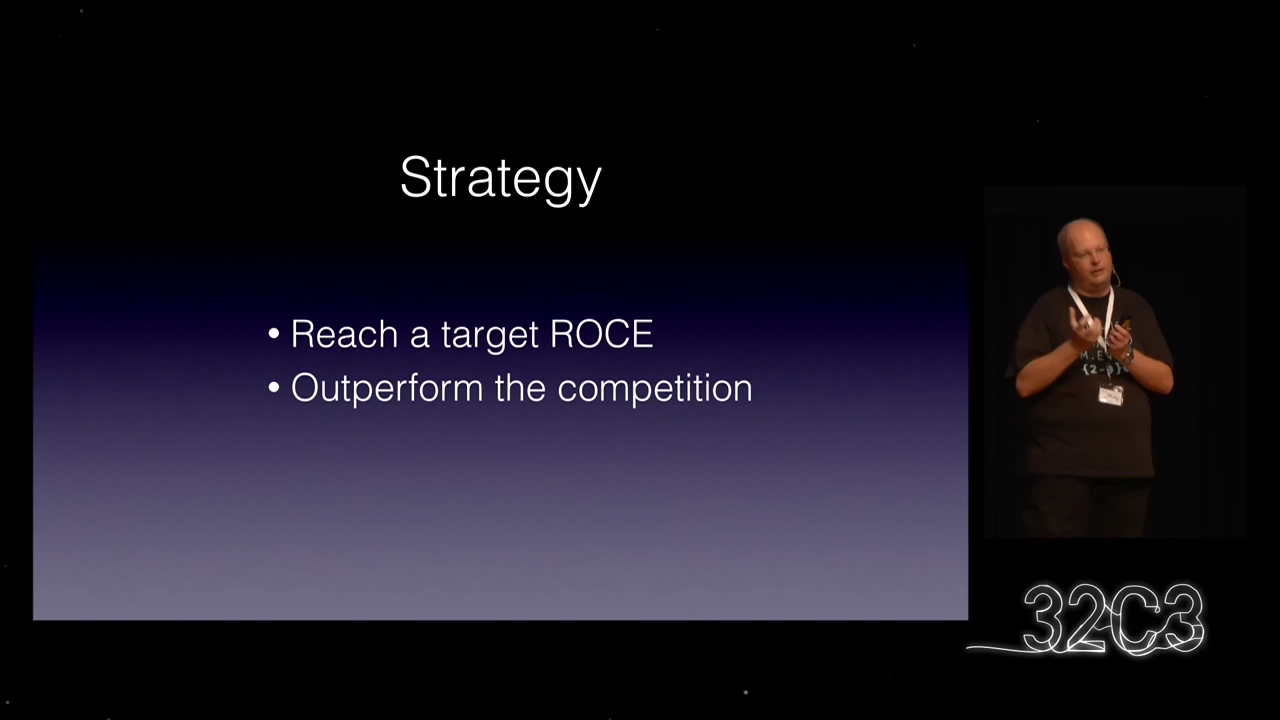 Strategy
• Reach a target ROCE
• Outperform the competition
32C3